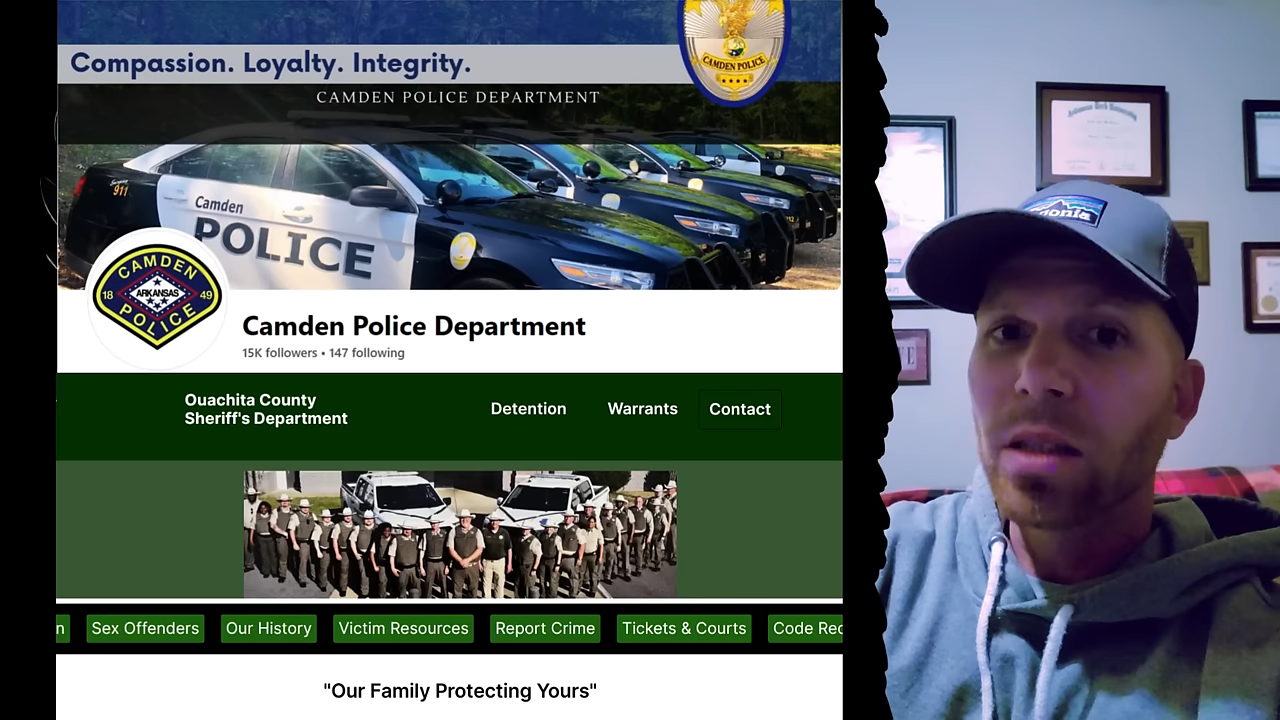 Compassion. Loyalty. Integrity.
CAMDEN POLICE
CAMDEN POLICE DEPARTMENT
911
Camden
POLICE
CAMDEN
18 ARKANSAS 49
POLICE
Camden Police Department
15K followers • 147 following
Ouachita County
Sheriff's Department
Detention
Warrants
Contact
n
Sex Offenders
Our History
Victim Resources
Report Crime
Tickets & Courts
Code Rec
"Our Family Protecting Yours"